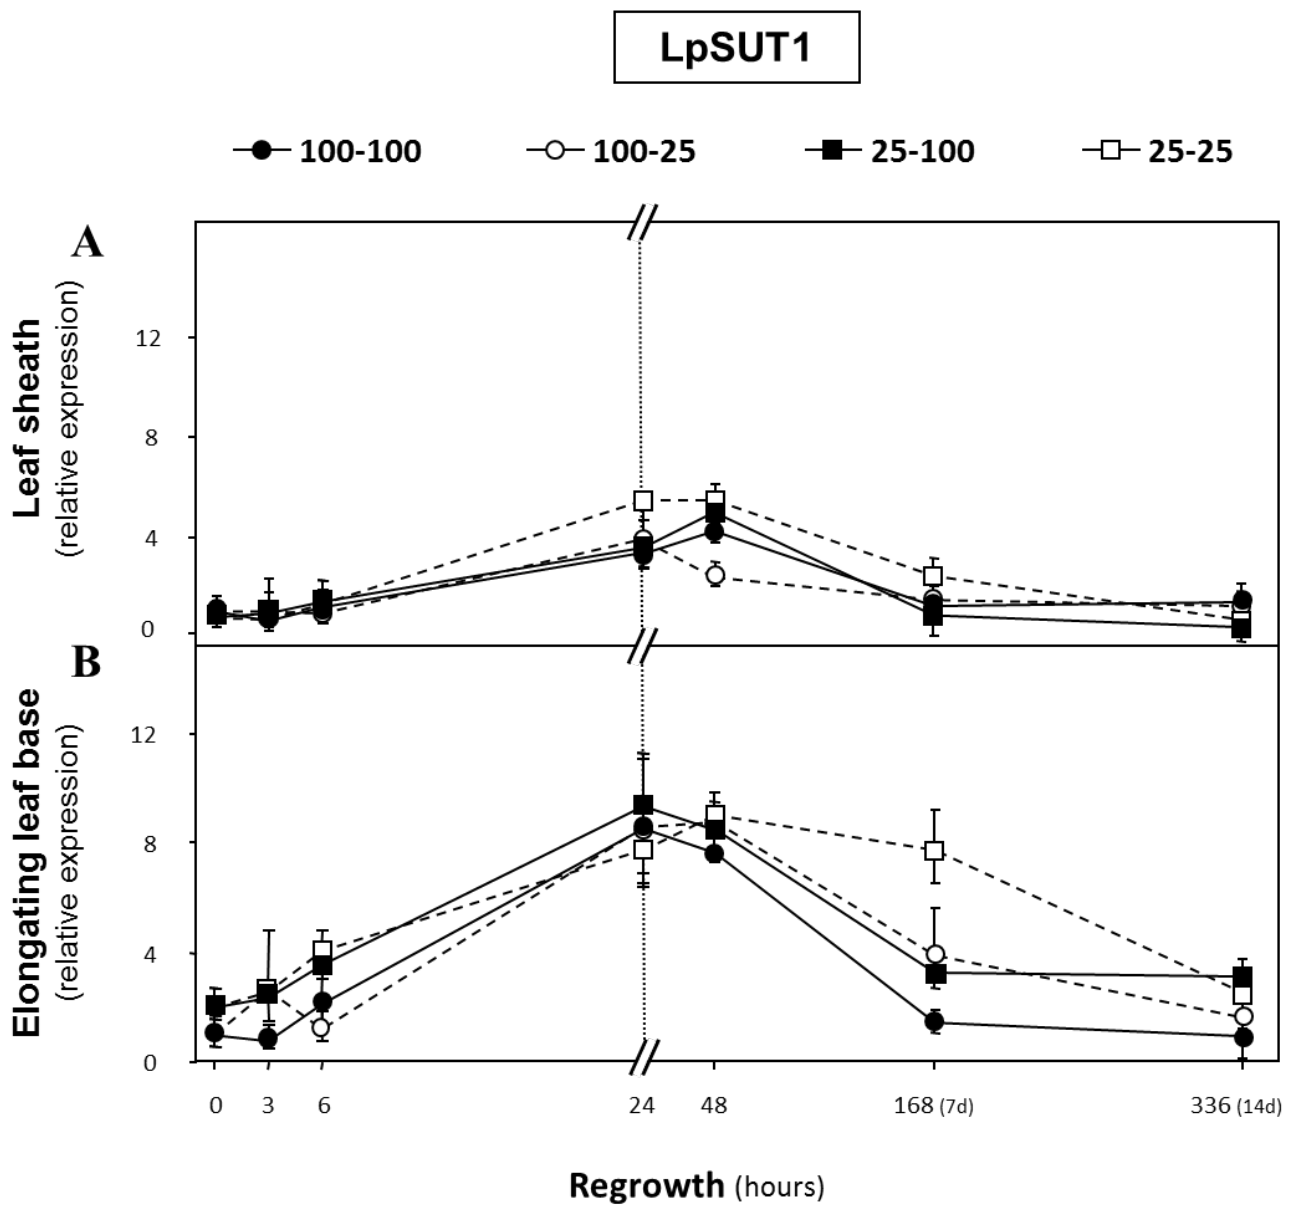 LpSUT1
100-100 100-25 25-100 25-25
A
Leaf sheath
(relative expression)
12
8
4
0
B
Elongating leaf base
(relative expression)
12
8
4
0
0 3 6 24 48 168 (7d) 336 (14d)
Regrowth (hours)